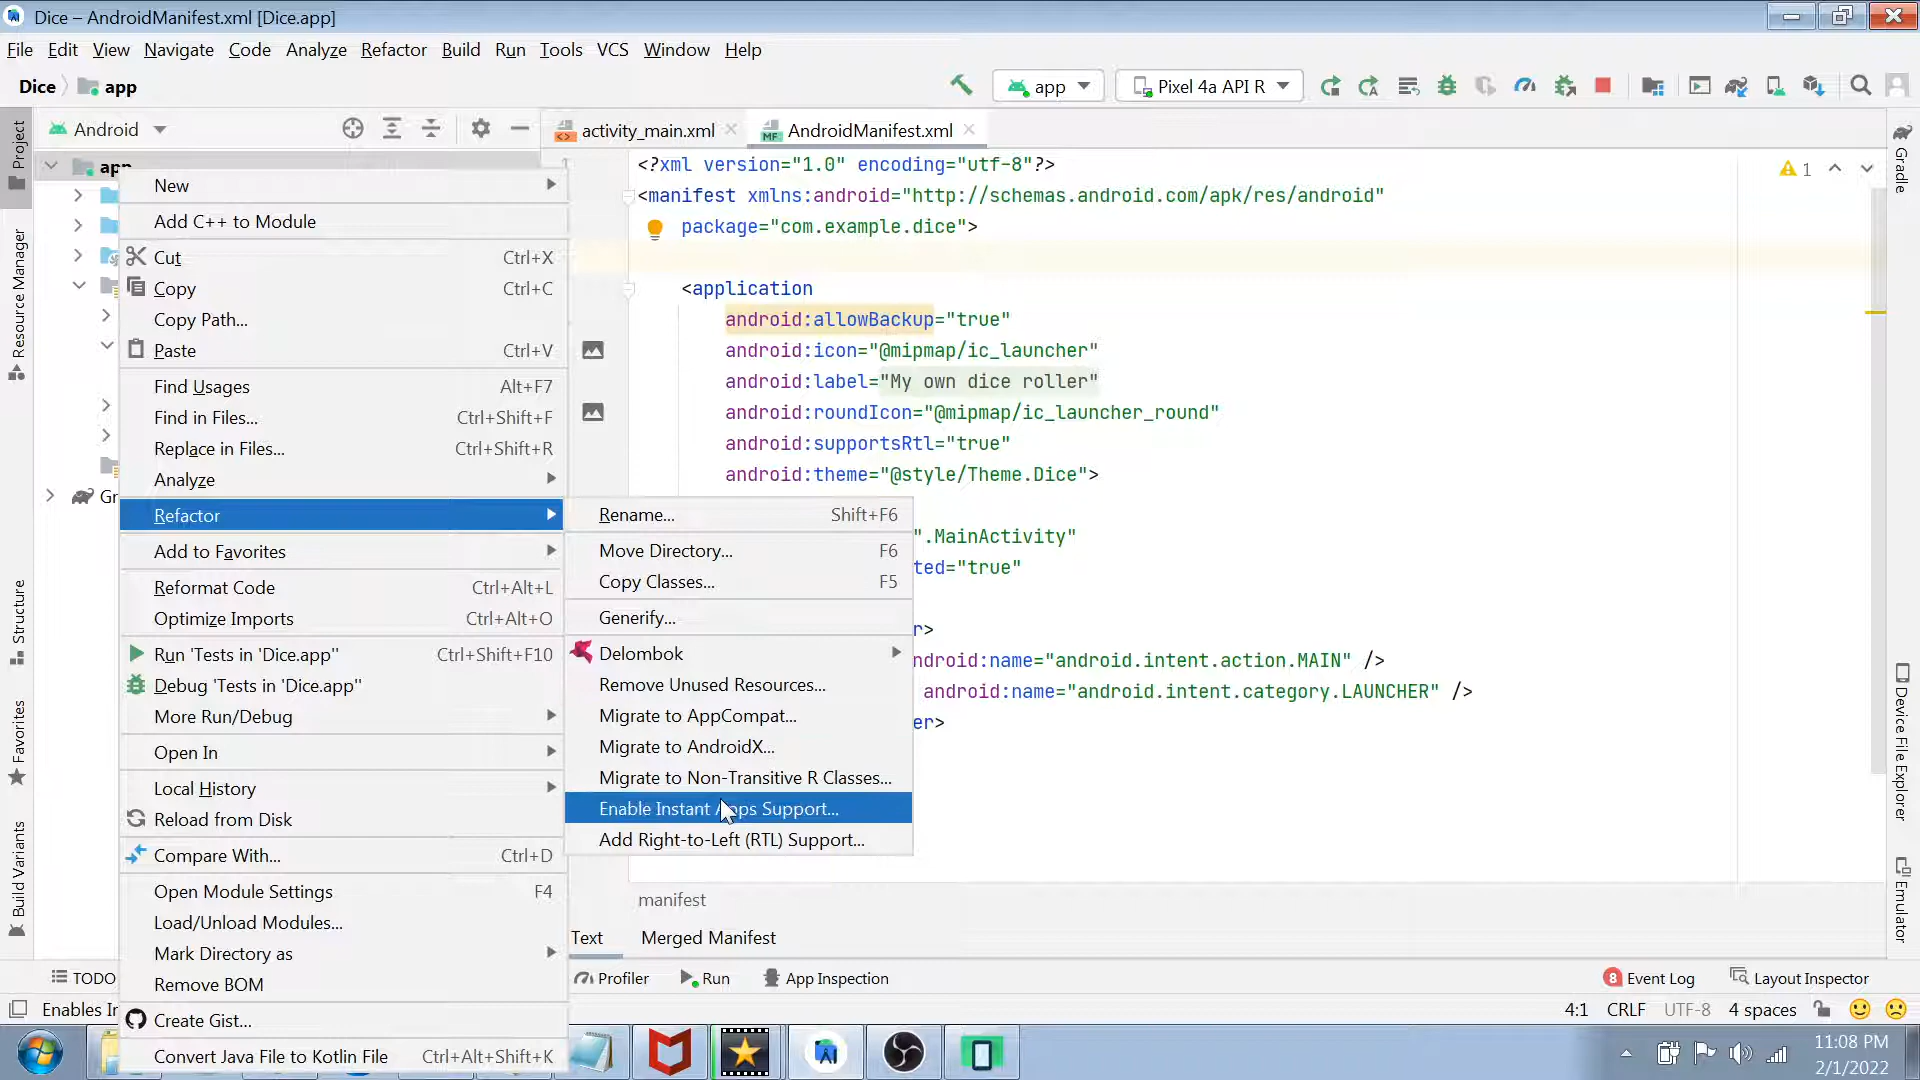 Dice – AndroidManifest.xml [Dice.app]
File Edit View Navigate Code Analyze Refactor Build Run Tools VCS Window Help
Dice app
app Pixel 4a API R
Android
activity_main.xml AndroidManifest.xml
Project
Resource Manager
Structure
Favorites
Build Variants
app
Gr
New
Add C++ to Module
Cut Ctrl+X
Copy Ctrl+C
Copy Path...
Paste Ctrl+V
Find Usages Alt+F7
Find in Files... Ctrl+Shift+F
Replace in Files... Ctrl+Shift+R
Analyze
Refactor
Add to Favorites
Reformat Code Ctrl+Alt+L
Optimize Imports Ctrl+Alt+O
Run 'Tests in 'Dice.app'' Ctrl+Shift+F10
Debug 'Tests in 'Dice.app''
More Run/Debug
Open In
Local History
Reload from Disk
Compare With... Ctrl+D
Open Module Settings F4
Load/Unload Modules...
Mark Directory as
Remove BOM
Create Gist...
Convert Java File to Kotlin File Ctrl+Alt+Shift+K
Rename... Shift+F6
Move Directory... F6
Copy Classes... F5
Generify...
Delombok
Remove Unused Resources...
Migrate to AppCompat...
Migrate to AndroidX...
Migrate to Non-Transitive R Classes...
Enable Instant Apps Support...
Add Right-to-Left (RTL) Support...
<?xml version="1.0" encoding="utf-8"?>
<manifest xmlns:android="http://schemas.android.com/apk/res/android"
package="com.example.dice">
<application
android:allowBackup="true"
android:icon="@mipmap/ic_launcher"
android:label="My own dice roller"
android:roundIcon="@mipmap/ic_launcher_round"
android:supportsRtl="true"
android:theme="@style/Theme.Dice">
".MainActivity"
ted="true"
r>
ndroid:name="android.intent.action.MAIN" />
android:name="android.intent.category.LAUNCHER" />
er>
1
manifest
Text Merged Manifest
Gradle
Device File Explorer
Emulator
TODO Profiler Run App Inspection 8 Event Log Layout Inspector
Enables In 4:1 CRLF UTF-8 4 spaces
11:08 PM
2/1/2022